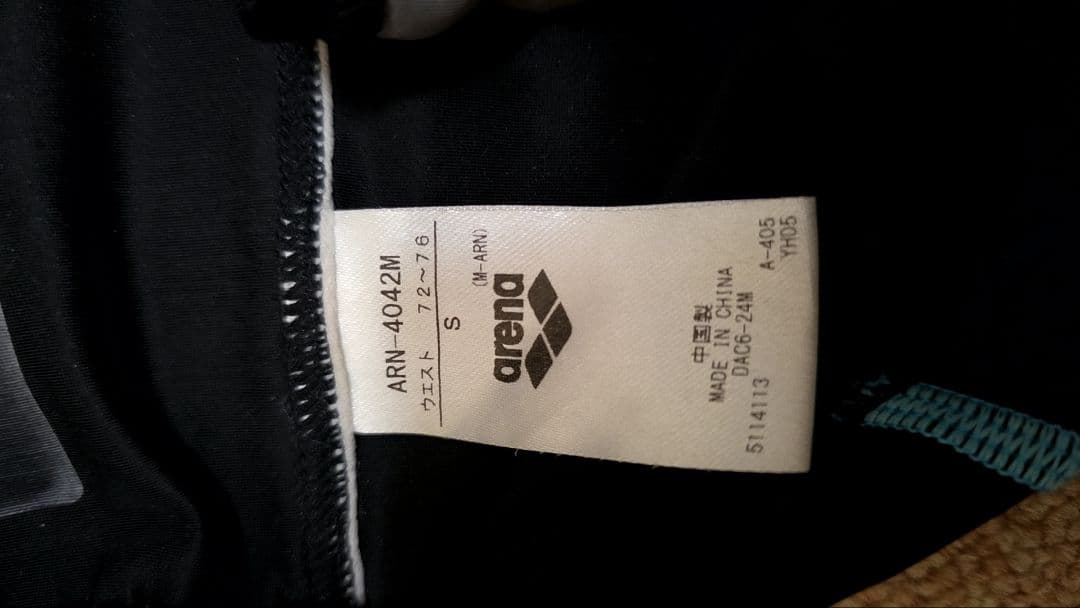 ARN-4042M
ウエスト 72～76
S
(M-ARN)
arena
中国製
MADE IN CHINA
DAC6-24M
5114113 A-405
YH05